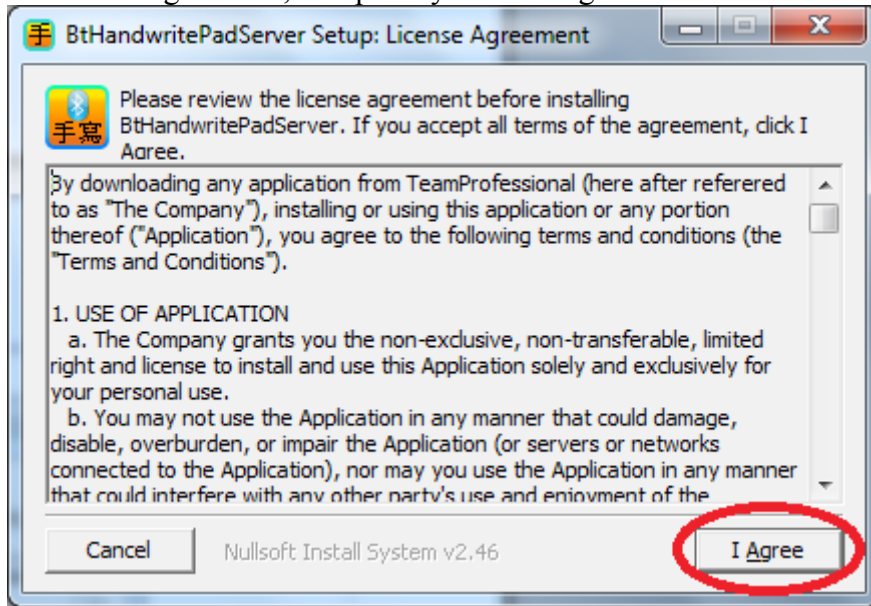 手 BtHandwritePadServer Setup: License Agreement
手寫
Please review the license agreement before installing
BtHandwritePadServer. If you accept all terms of the agreement, click I
Agree.
By downloading any application from TeamProfessional (here after referered
to as "The Company"), installing or using this application or any portion
thereof ("Application"), you agree to the following terms and conditions (the
"Terms and Conditions").
1. USE OF APPLICATION
a. The Company grants you the non-exclusive, non-transferable, limited
right and license to install and use this Application solely and exclusively for
your personal use.
b. You may not use the Application in any manner that could damage,
disable, overburden, or impair the Application (or servers or networks
connected to the Application), nor may you use the Application in any manner
that could interfere with any other party's use and enjoyment of the
Cancel Nullsoft Install System v2.46 I Agree